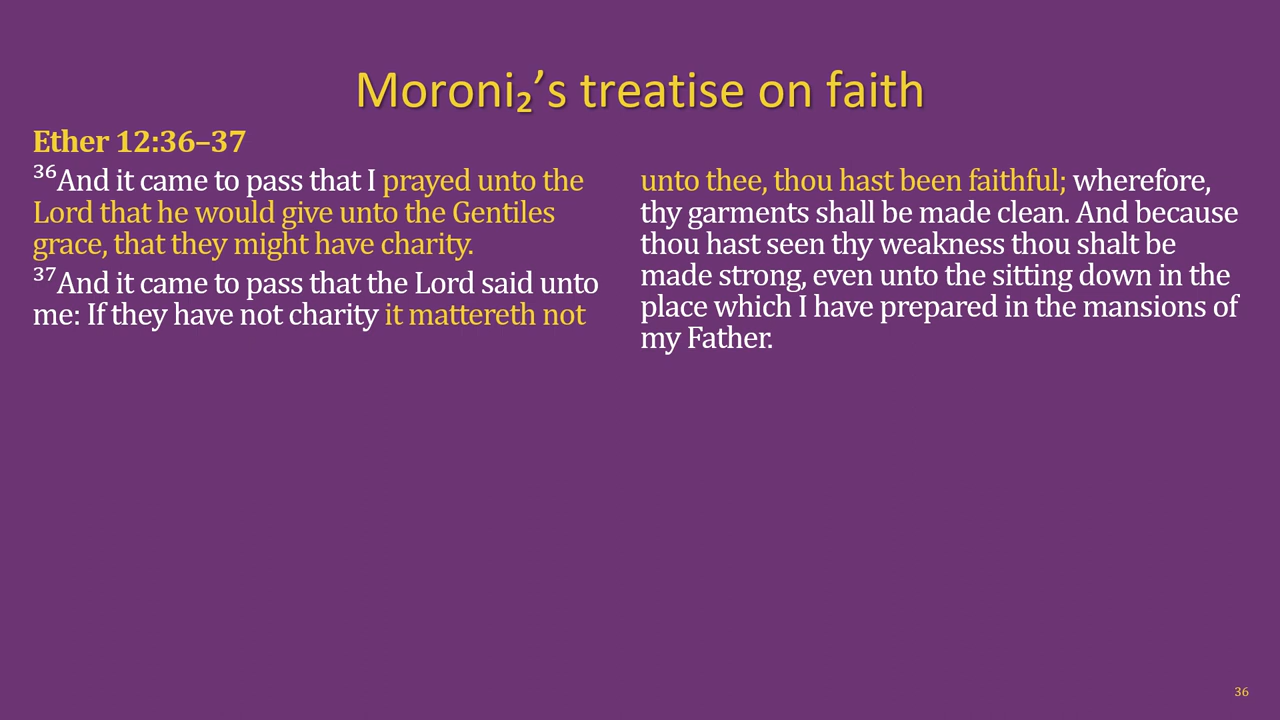 Moroni₂’s treatise on faith
Ether 12:36–37
³⁶And it came to pass that I prayed unto the
Lord that he would give unto the Gentiles
grace, that they might have charity.
³⁷And it came to pass that the Lord said unto
me: If they have not charity it mattereth not
unto thee, thou hast been faithful; wherefore,
thy garments shall be made clean. And because
thou hast seen thy weakness thou shalt be
made strong, even unto the sitting down in the
place which I have prepared in the mansions of
my Father.
36